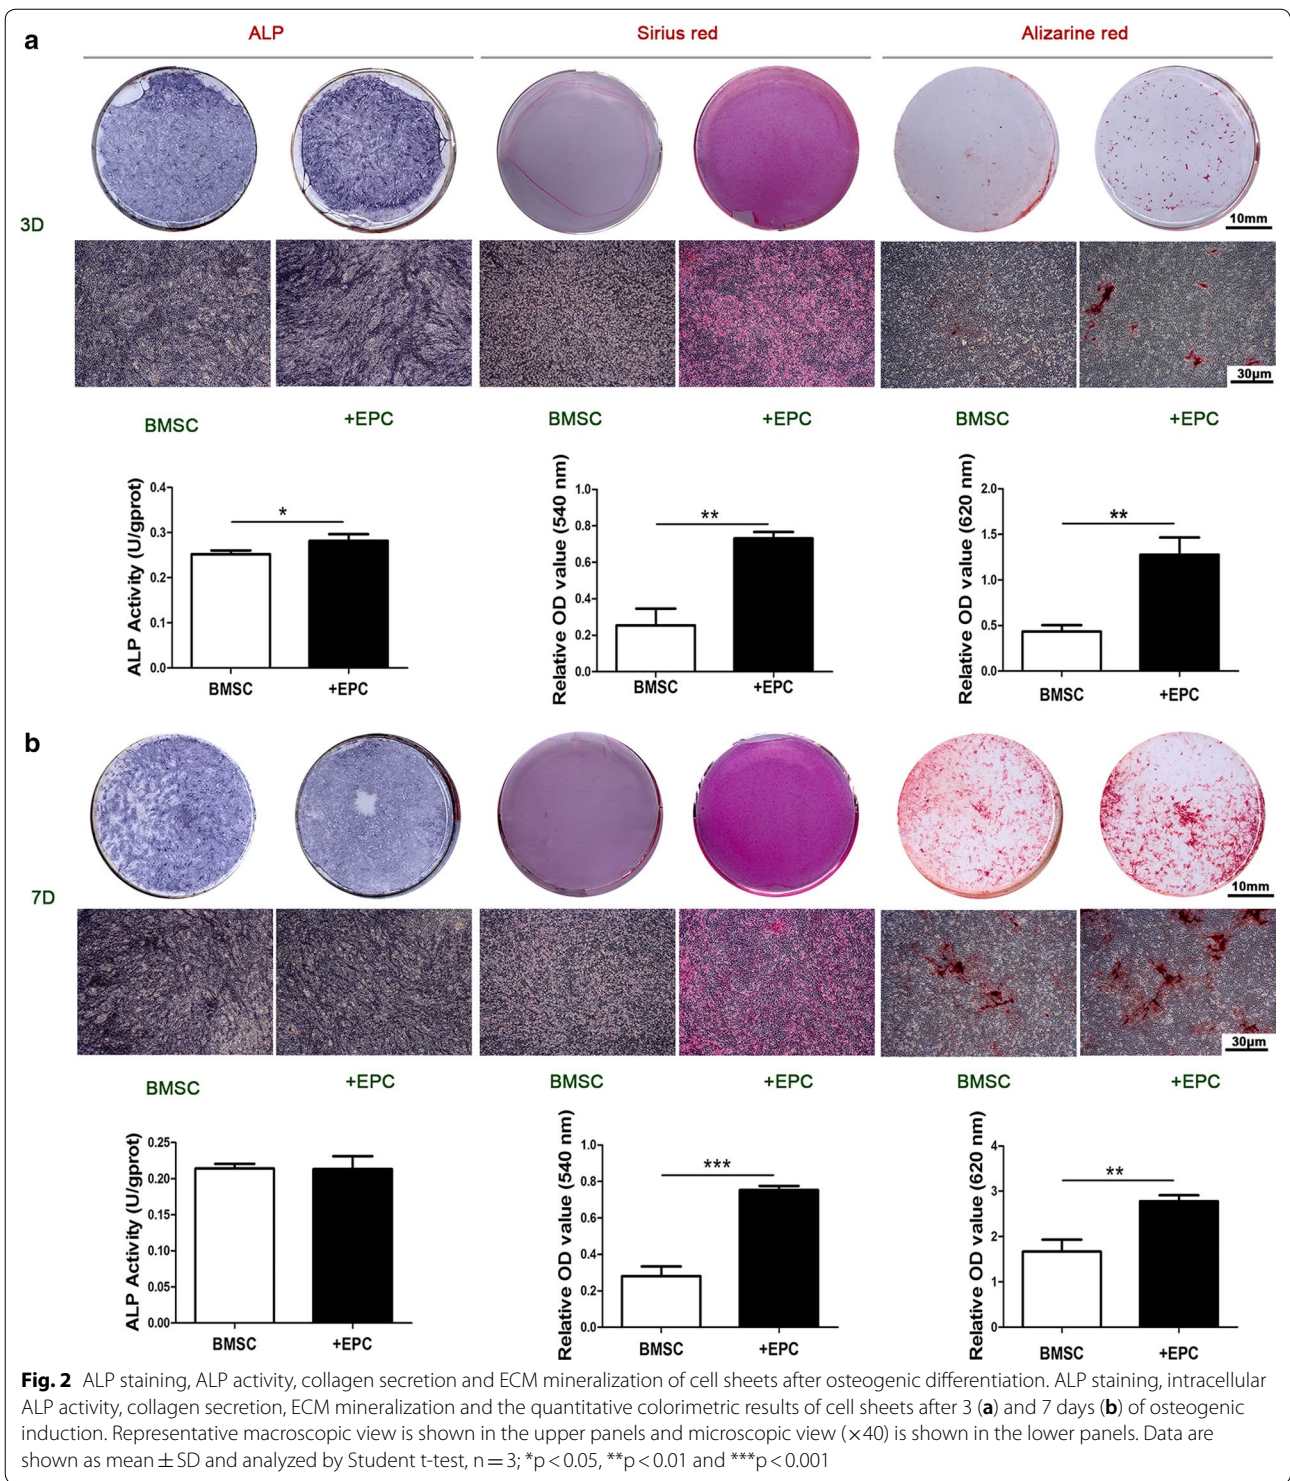 a
ALP
Sirius red
Alizarine red
3D
10mm
30μm
BMSC
+EPC
BMSC
+EPC
BMSC
+EPC
ALP Activity (U/gprot)
0.4
0.3
0.2
0.1
0.0
*
BMSC
+EPC
Relative OD value (540 nm)
1.0
0.8
0.6
0.4
0.2
0.0
**
BMSC
+EPC
Relative OD value (620 nm)
2.0
1.5
1.0
0.5
0.0
**
BMSC
+EPC
b
7D
10mm
30μm
BMSC
+EPC
BMSC
+EPC
BMSC
+EPC
ALP Activity (U/gprot)
0.25
0.20
0.15
0.10
0.05
0.00
BMSC
+EPC
Relative OD value (540 nm)
1.0
0.8
0.6
0.4
0.2
0.0
***
BMSC
+EPC
Relative OD value (620 nm)
4
3
2
1
0
**
BMSC
+EPC
Fig. 2 ALP staining, ALP activity, collagen secretion and ECM mineralization of cell sheets after osteogenic differentiation. ALP staining, intracellular
ALP activity, collagen secretion, ECM mineralization and the quantitative colorimetric results of cell sheets after 3 (a) and 7 days (b) of osteogenic
induction. Representative macroscopic view is shown in the upper panels and microscopic view (×40) is shown in the lower panels. Data are
shown as mean ± SD and analyzed by Student t-test, n = 3; *p < 0.05, **p < 0.01 and ***p < 0.001